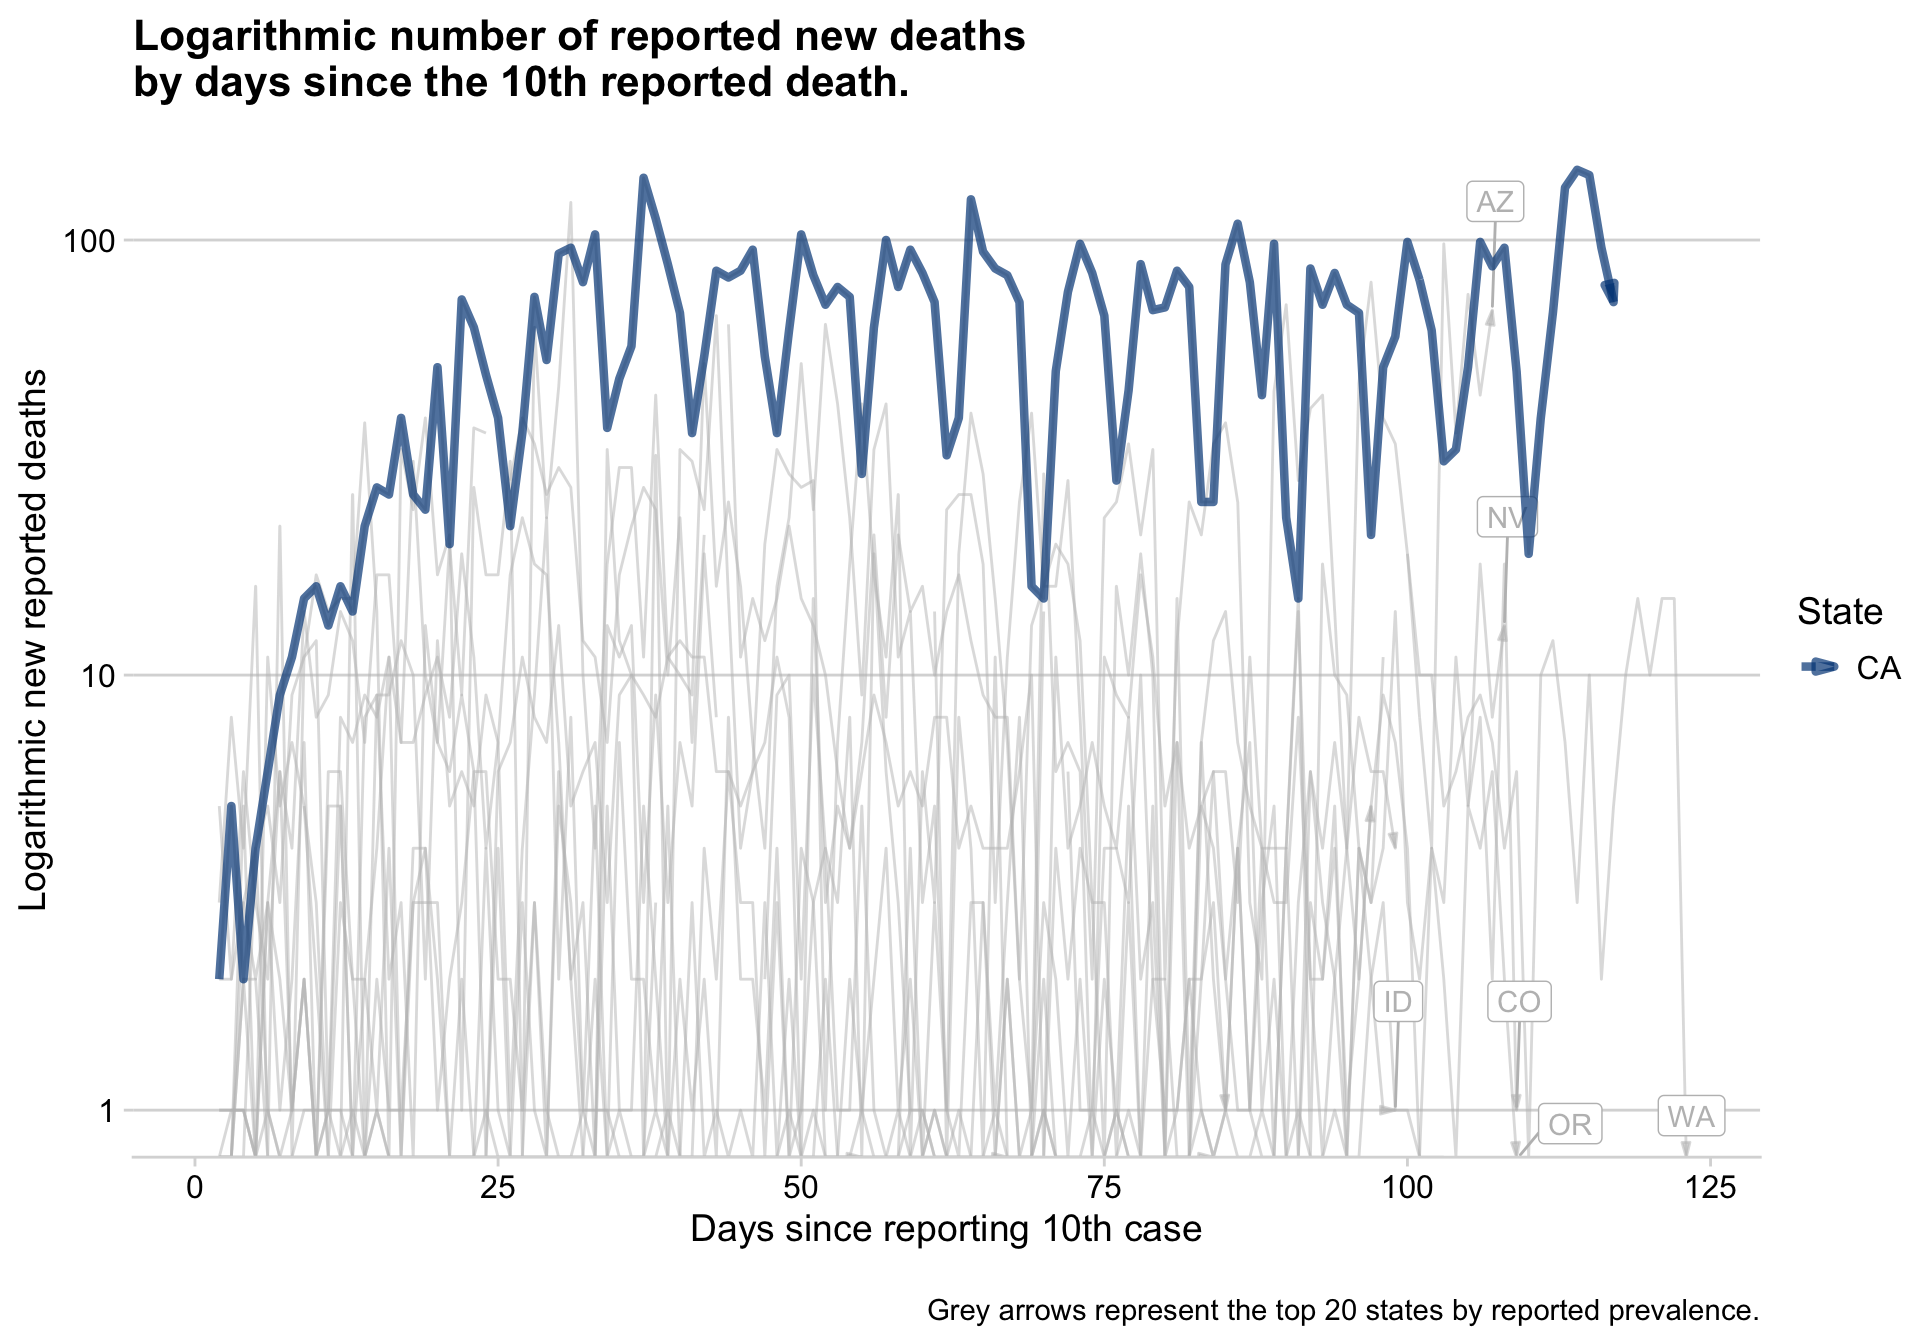 Logarithmic number of reported new deaths
by days since the 10th reported death.
Logarithmic new reported deaths
100
10
1
AZ
NV
ID
CO
OR
WA
State
CA
0
25
50
75
100
125
Days since reporting 10th case
Grey arrows represent the top 20 states by reported prevalence.